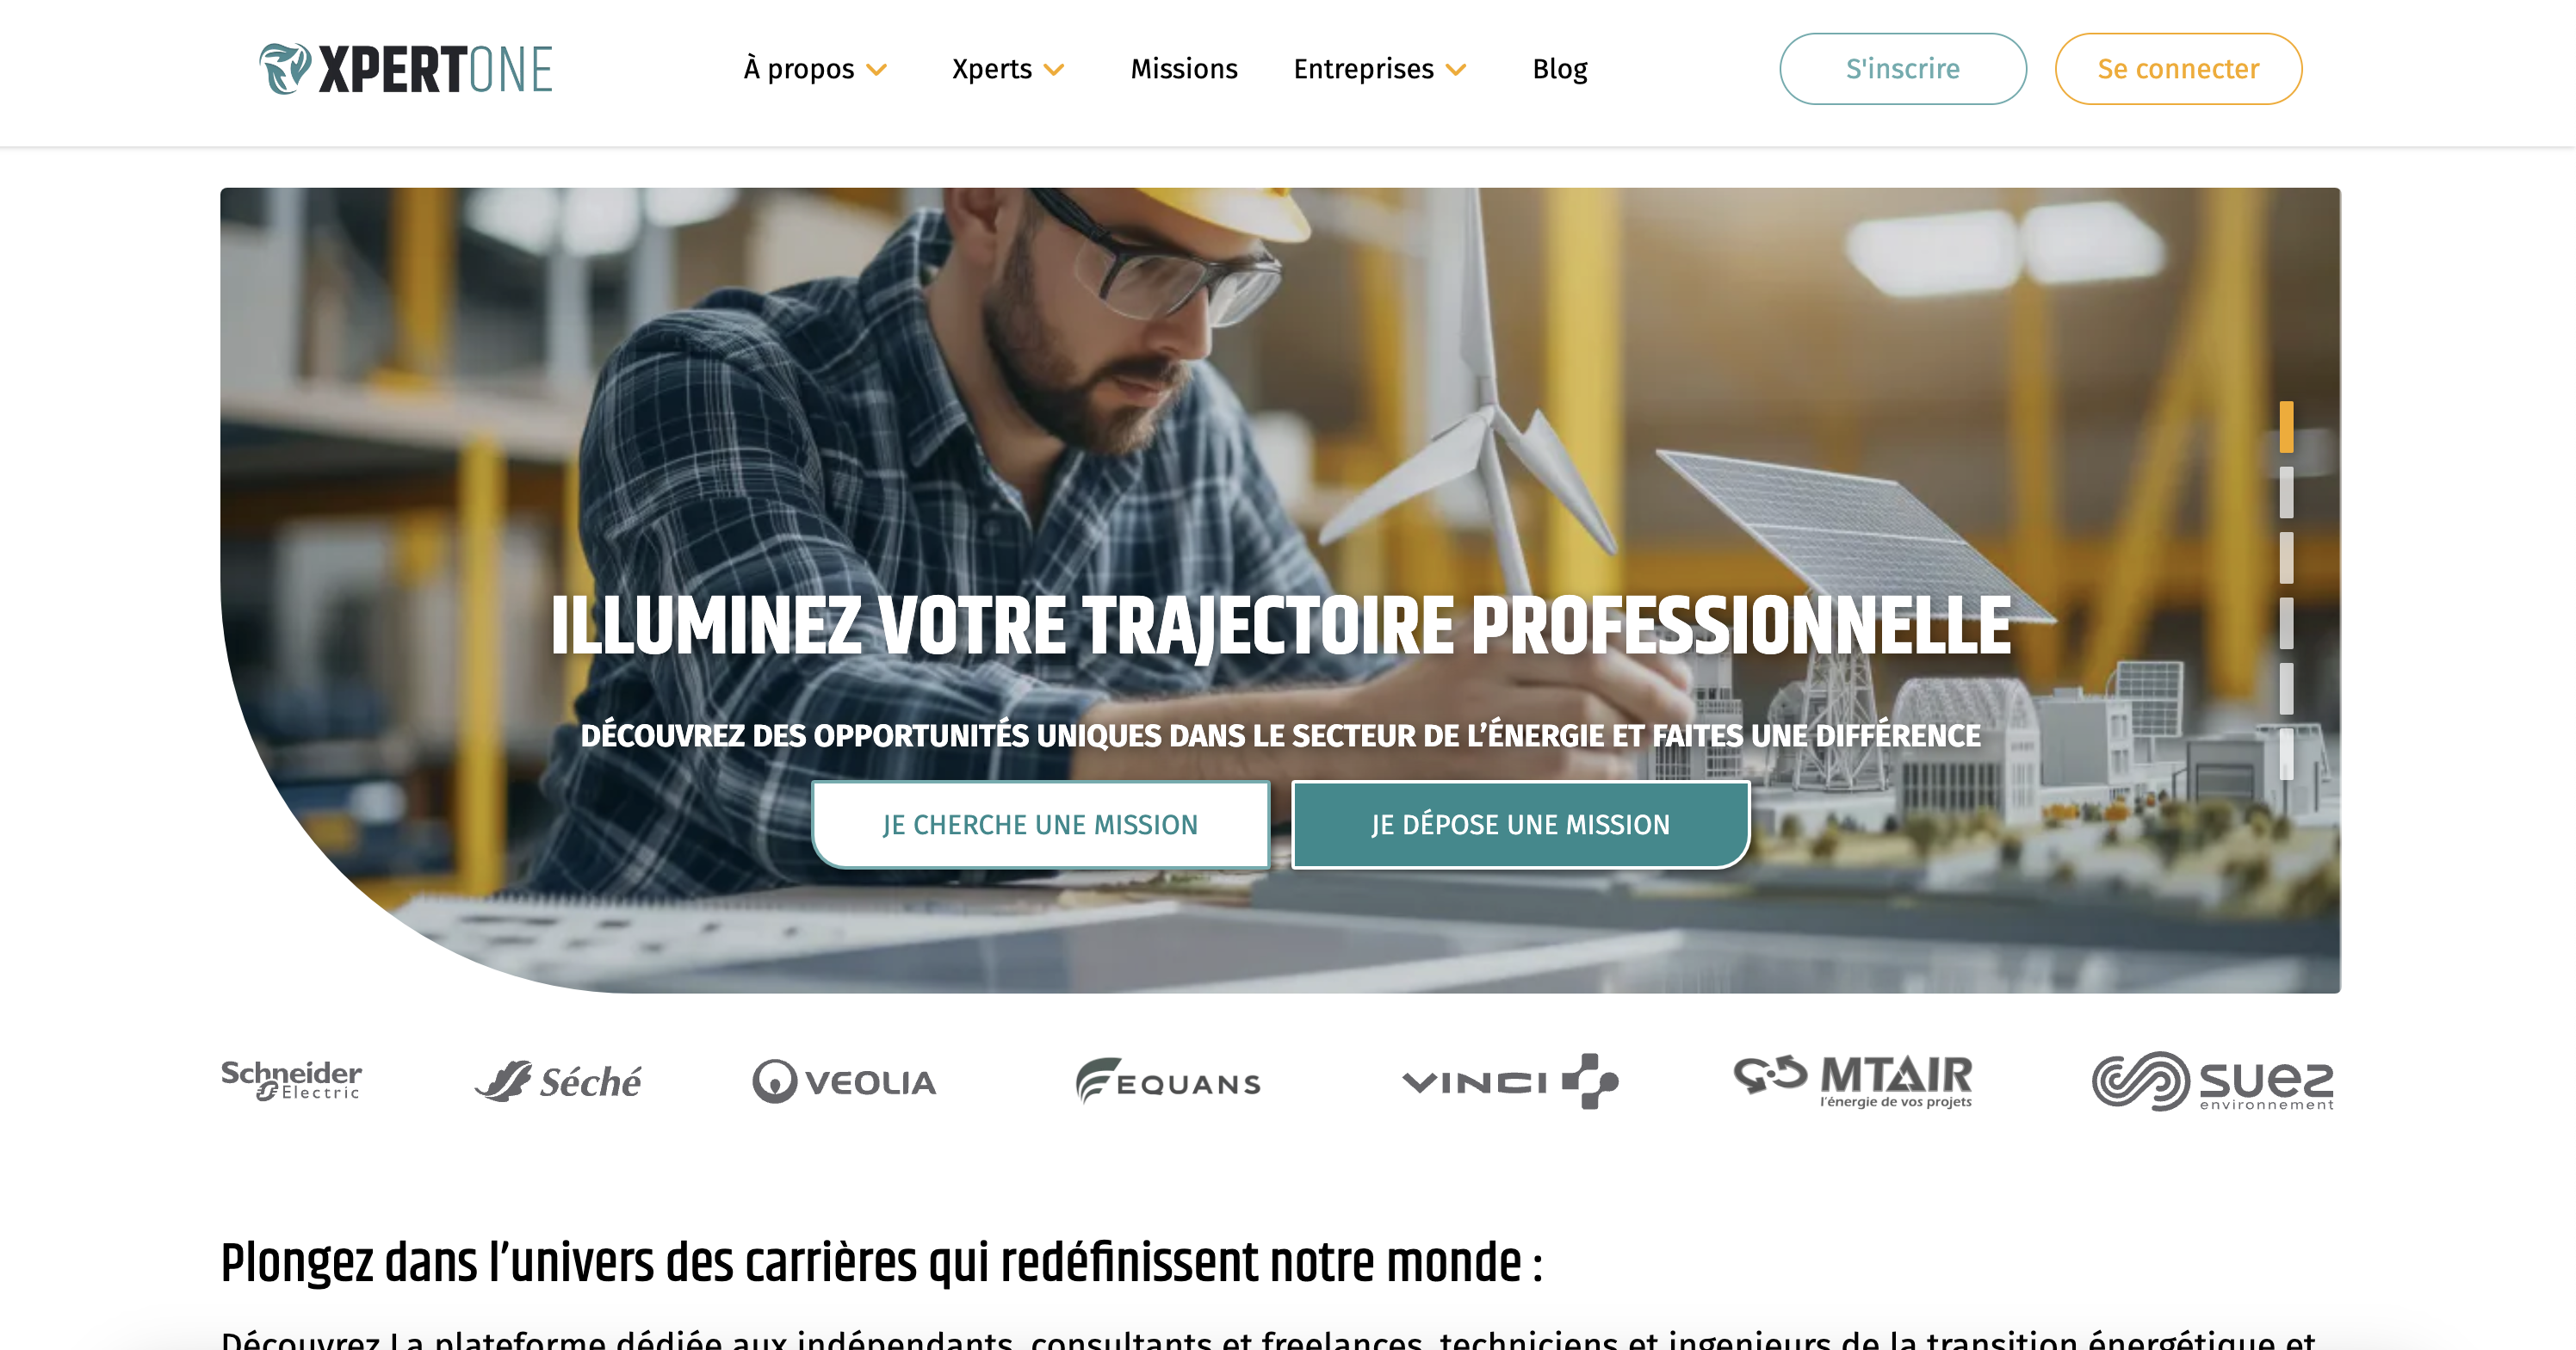 XPERTONE
À propos
Xperts
Missions
Entreprises
Blog
S'inscrire
Se connecter
ILLUMINEZ VOTRE TRAJECTOIRE PROFESSIONNELLE
DÉCOUVREZ DES OPPORTUNITÉS UNIQUES DANS LE SECTEUR DE L’ÉNERGIE ET FAITES UNE DIFFÉRENCE
JE CHERCHE UNE MISSION
JE DÉPOSE UNE MISSION
Schneider
Electric
Séché
VEOLIA
EQUANS
VINCI
MTAIR
l'énergie de vos projets
suez
environnement
Plongez dans l’univers des carrières qui redéfinissent notre monde :
Découvrez La plateforme dédiée aux indépendants, consultants et freelances, techniciens et ingenieurs de la transition énergétique et